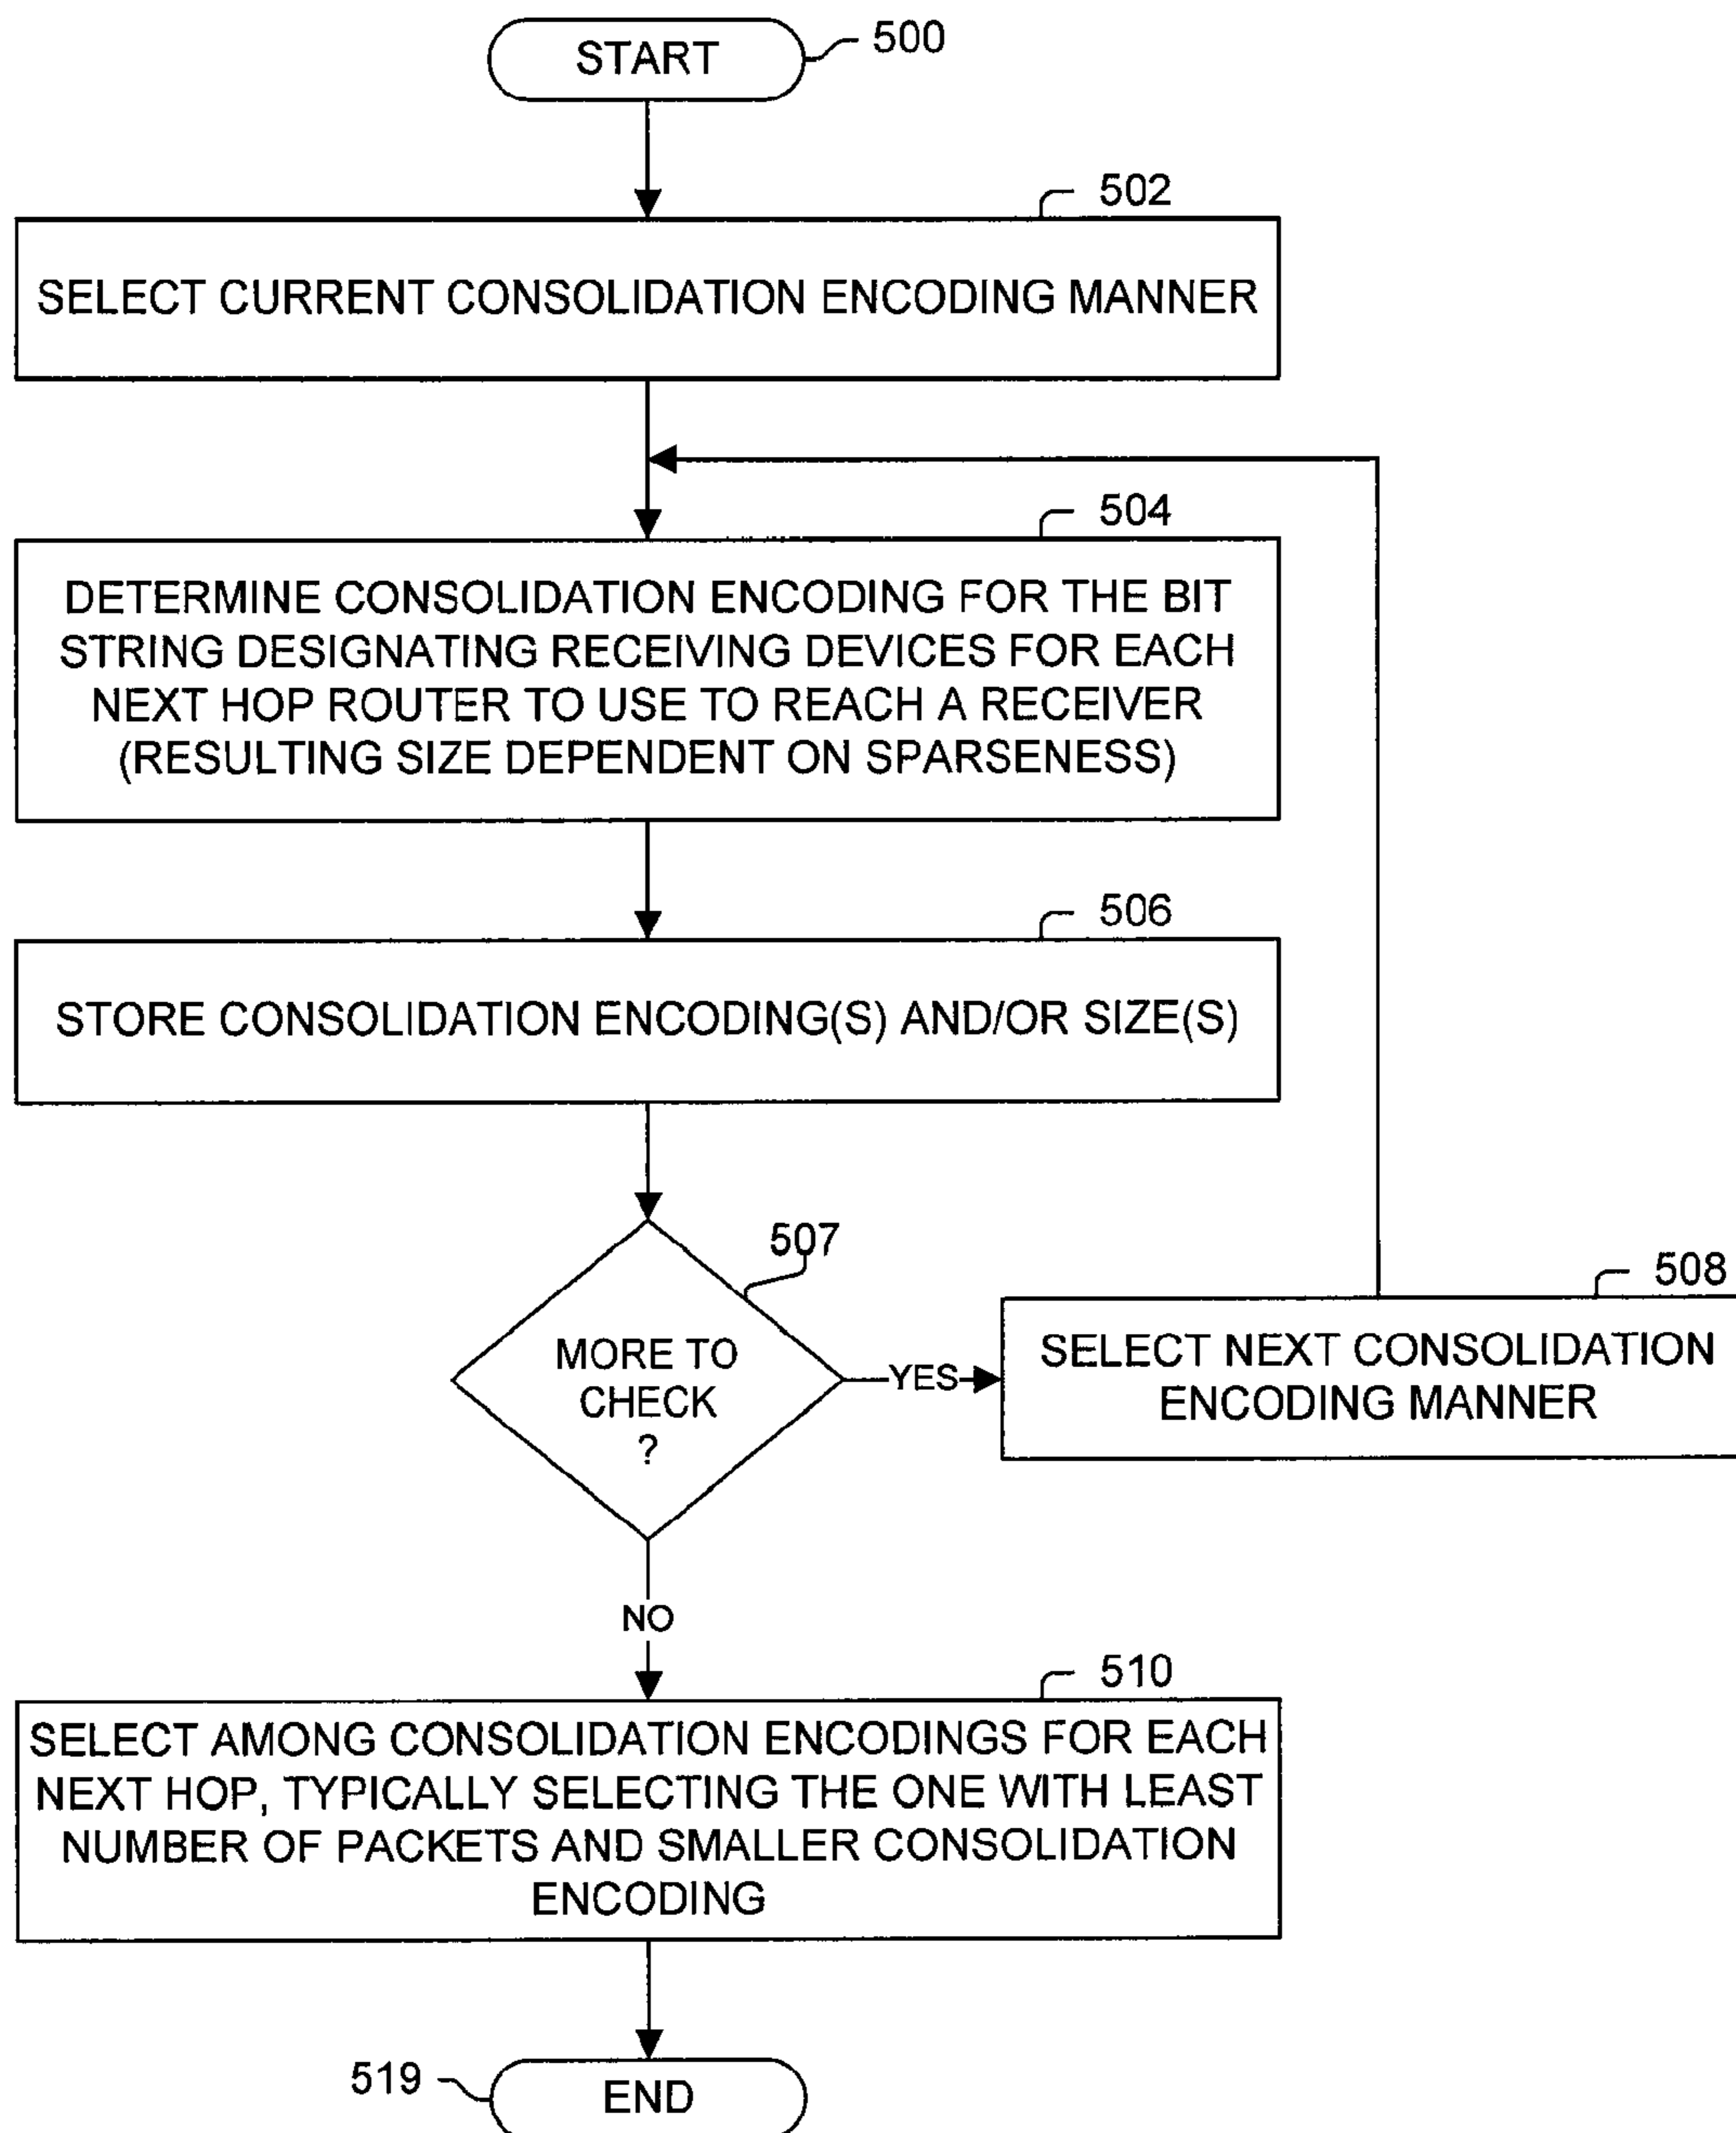 START
500
502
SELECT CURRENT CONSOLIDATION ENCODING MANNER
504
DETERMINE CONSOLIDATION ENCODING FOR THE BIT
STRING DESIGNATING RECEIVING DEVICES FOR EACH
NEXT HOP ROUTER TO USE TO REACH A RECEIVER
(RESULTING SIZE DEPENDENT ON SPARSENESS)
506
STORE CONSOLIDATION ENCODING(S) AND/OR SIZE(S)
507
MORE TO
CHECK
?
YES
508
SELECT NEXT CONSOLIDATION
ENCODING MANNER
NO
510
SELECT AMONG CONSOLIDATION ENCODINGS FOR EACH
NEXT HOP, TYPICALLY SELECTING THE ONE WITH LEAST
NUMBER OF PACKETS AND SMALLER CONSOLIDATION
ENCODING
519
END